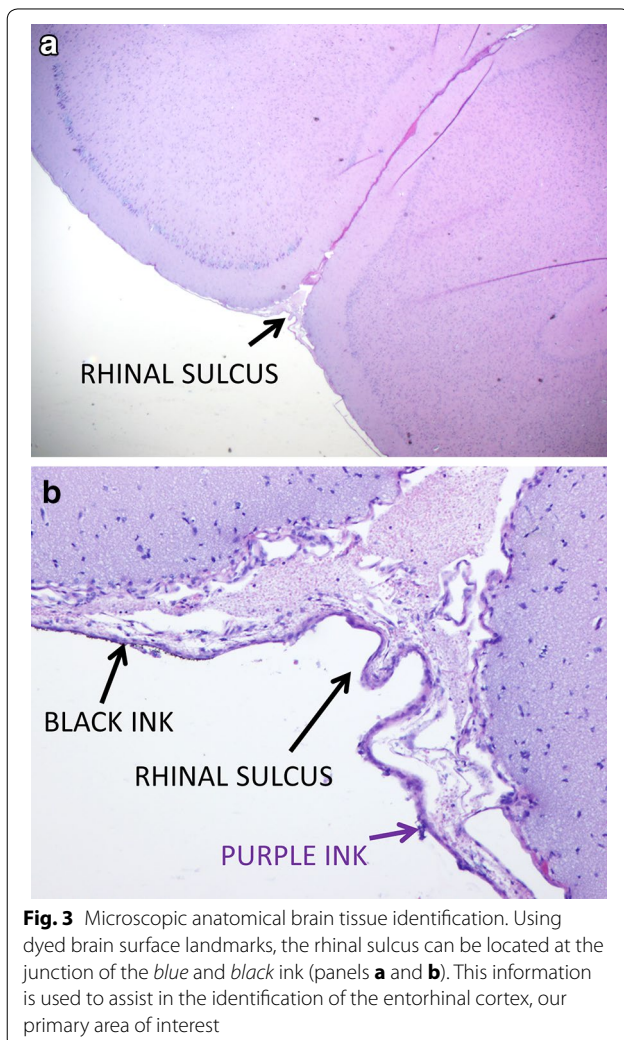 a
RHINAL SULCUS
b
BLACK INK
RHINAL SULCUS
PURPLE INK
Fig. 3 Microscopic anatomical brain tissue identification. Using
dyed brain surface landmarks, the rhinal sulcus can be located at the
junction of the blue and black ink (panels a and b). This information
is used to assist in the identification of the entorhinal cortex, our
primary area of interest